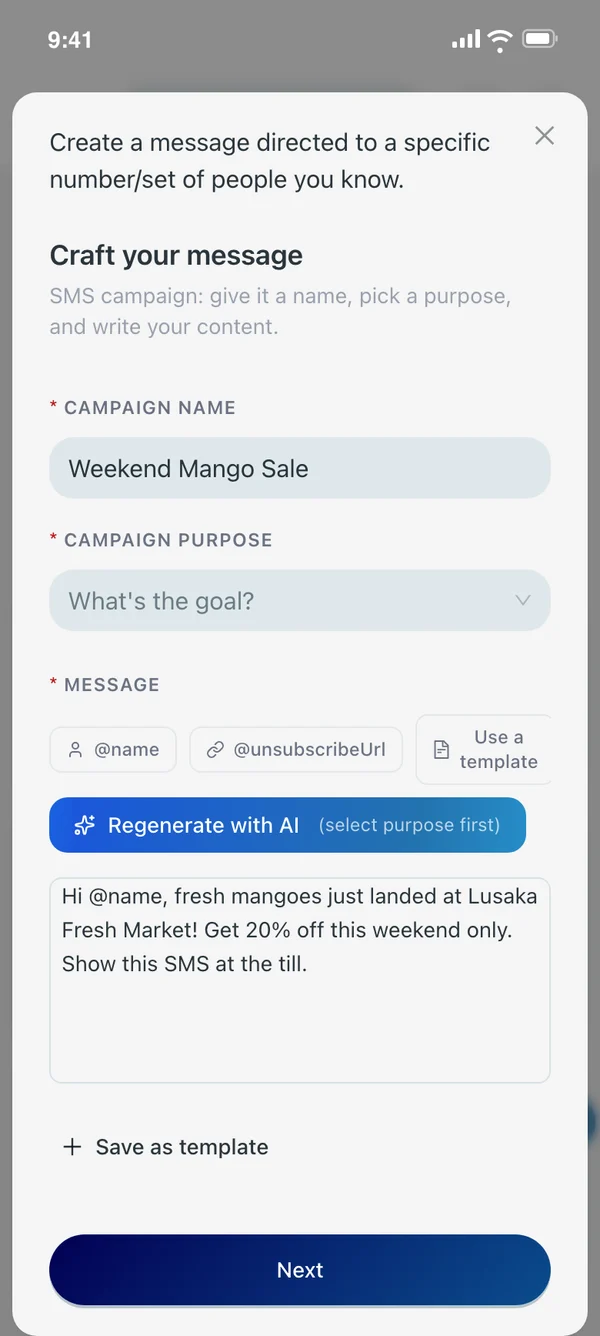 9:41
Create a message directed to a specific
number/set of people you know.
Craft your message
SMS campaign: give it a name, pick a purpose,
and write your content.
* CAMPAIGN NAME
Weekend Mango Sale
* CAMPAIGN PURPOSE
What's the goal?
* MESSAGE
@name
@unsubscribeUrl
Use a
template
Regenerate with AI (select purpose first)
Hi @name, fresh mangoes just landed at Lusaka
Fresh Market! Get 20% off this weekend only.
Show this SMS at the till.
+ Save as template
Next